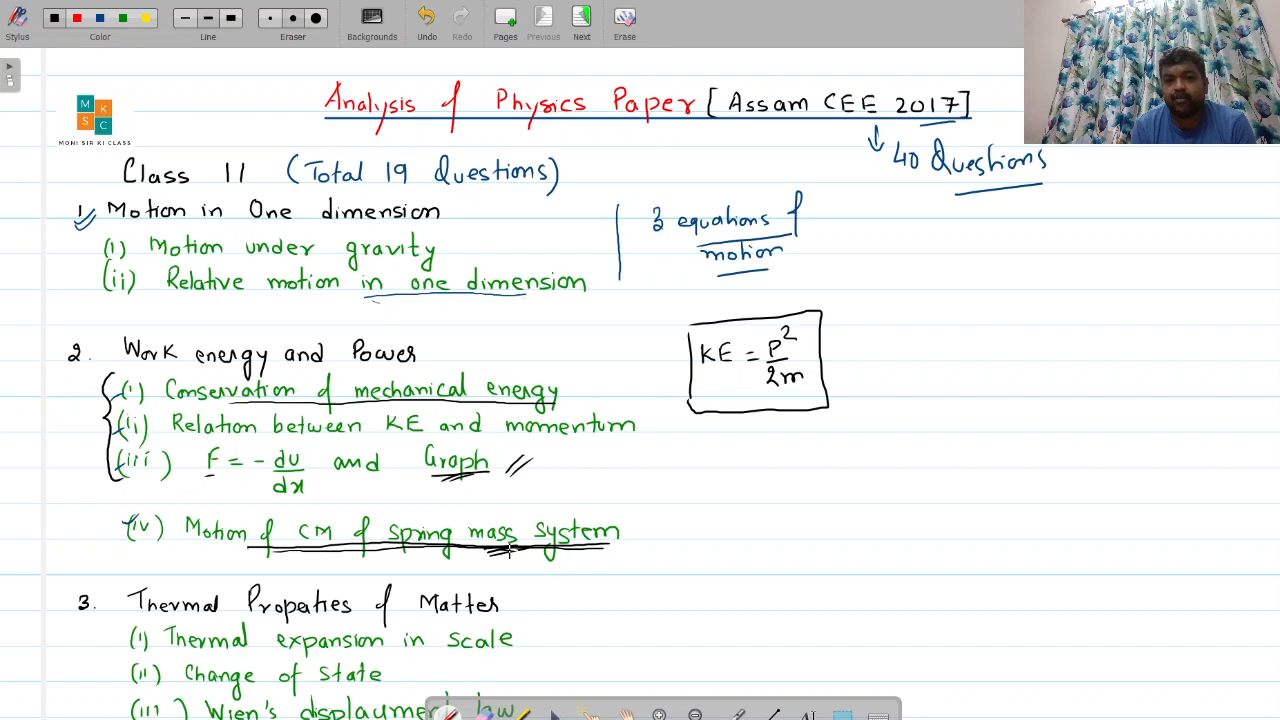 Stylus Color Line Eraser Backgrounds Undo Redo Pages Previous Next Erase
M K S C
MONI SIR KI CLASS
Analysis of Physics Paper [Assam CEE 2017]
↓ 40 Questions
Class 11 (Total 19 Questions)
1. Motion in One dimension
(i) Motion under gravity
(ii) Relative motion in one dimension
3 equations of
motion
2. Work energy and Power
(i) Conservation of mechanical energy
(ii) Relation between KE and momentum
(iii) F = - du/dx and Graph
(iv) Motion of CM of spring mass system
KE = P²/2m
3. Thermal Properties of Matter
(i) Thermal expansion in scale
(ii) Change of state
(iii) Wien's displacement law